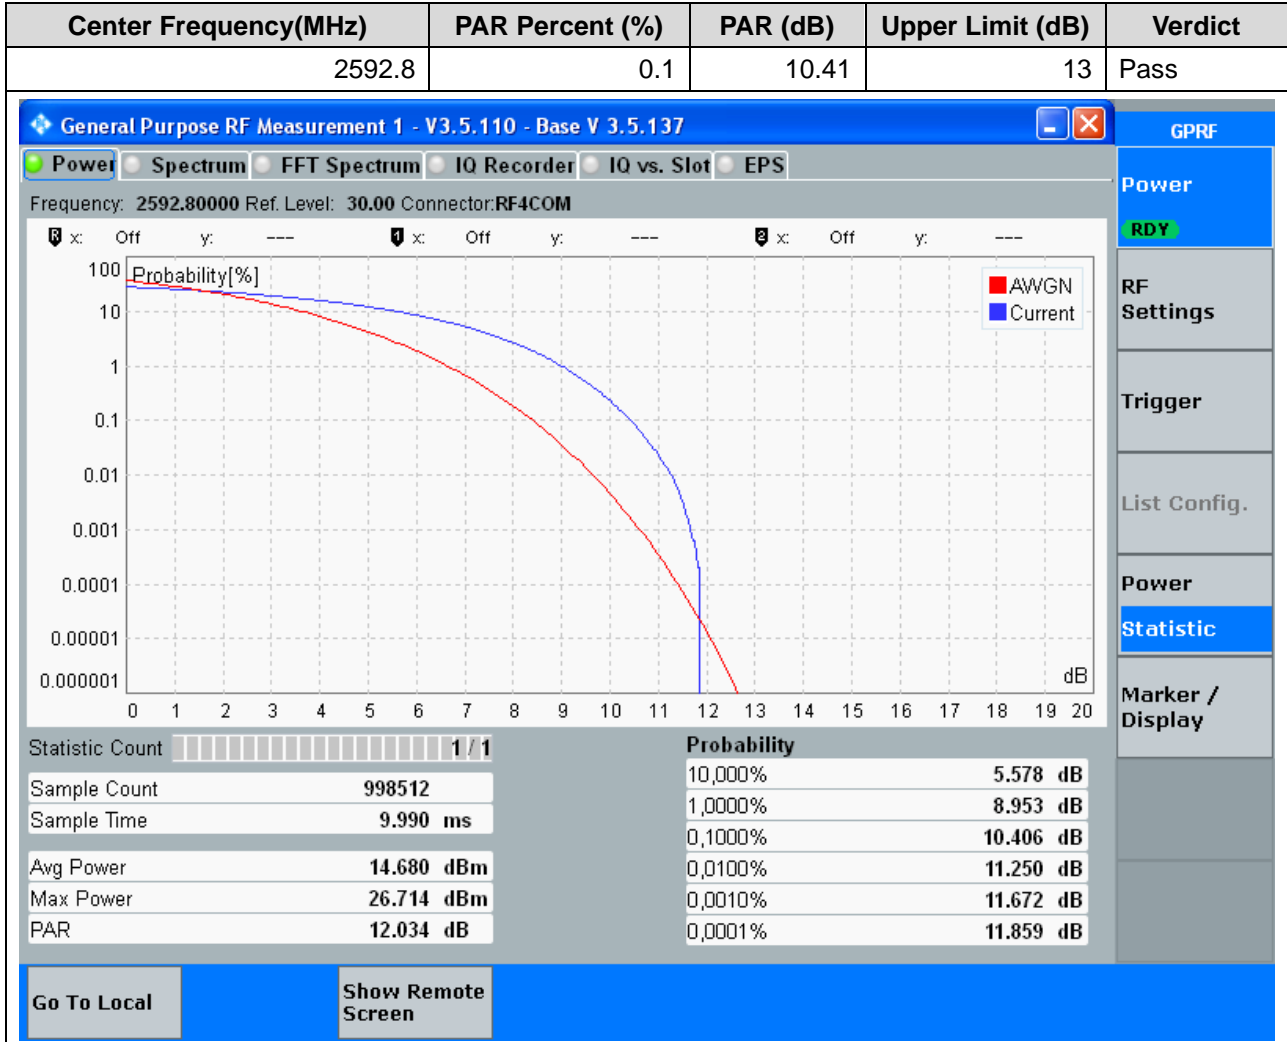 Center Frequency(MHz) PAR Percent (%) PAR (dB) Upper Limit (dB) Verdict
2592.8 0.1 10.41 13 Pass
General Purpose RF Measurement 1 - V3.5.110 - Base V 3.5.137
GPRF
Power Spectrum FFT Spectrum IQ Recorder IQ vs. Slot EPS
Power
RDY
Frequency: 2592.80000 Ref. Level: 30.00 Connector:RF4COM
R x: Off y: --- 1 x: Off y: --- 2 x: Off y: ---
Probability[%]
100
10
1
0.1
0.01
0.001
0.0001
0.00001
0.000001
AWGN
Current
dB
0 1 2 3 4 5 6 7 8 9 10 11 12 13 14 15 16 17 18 19 20
RF
Settings
Trigger
List Config.
Power
Statistic
Marker /
Display
Statistic Count 1 / 1
Sample Count 998512
Sample Time 9.990 ms
Avg Power 14.680 dBm
Max Power 26.714 dBm
PAR 12.034 dB
Probability
10,000% 5.578 dB
1,0000% 8.953 dB
0,1000% 10.406 dB
0,0100% 11.250 dB
0,0010% 11.672 dB
0,0001% 11.859 dB
Go To Local
Show Remote
Screen